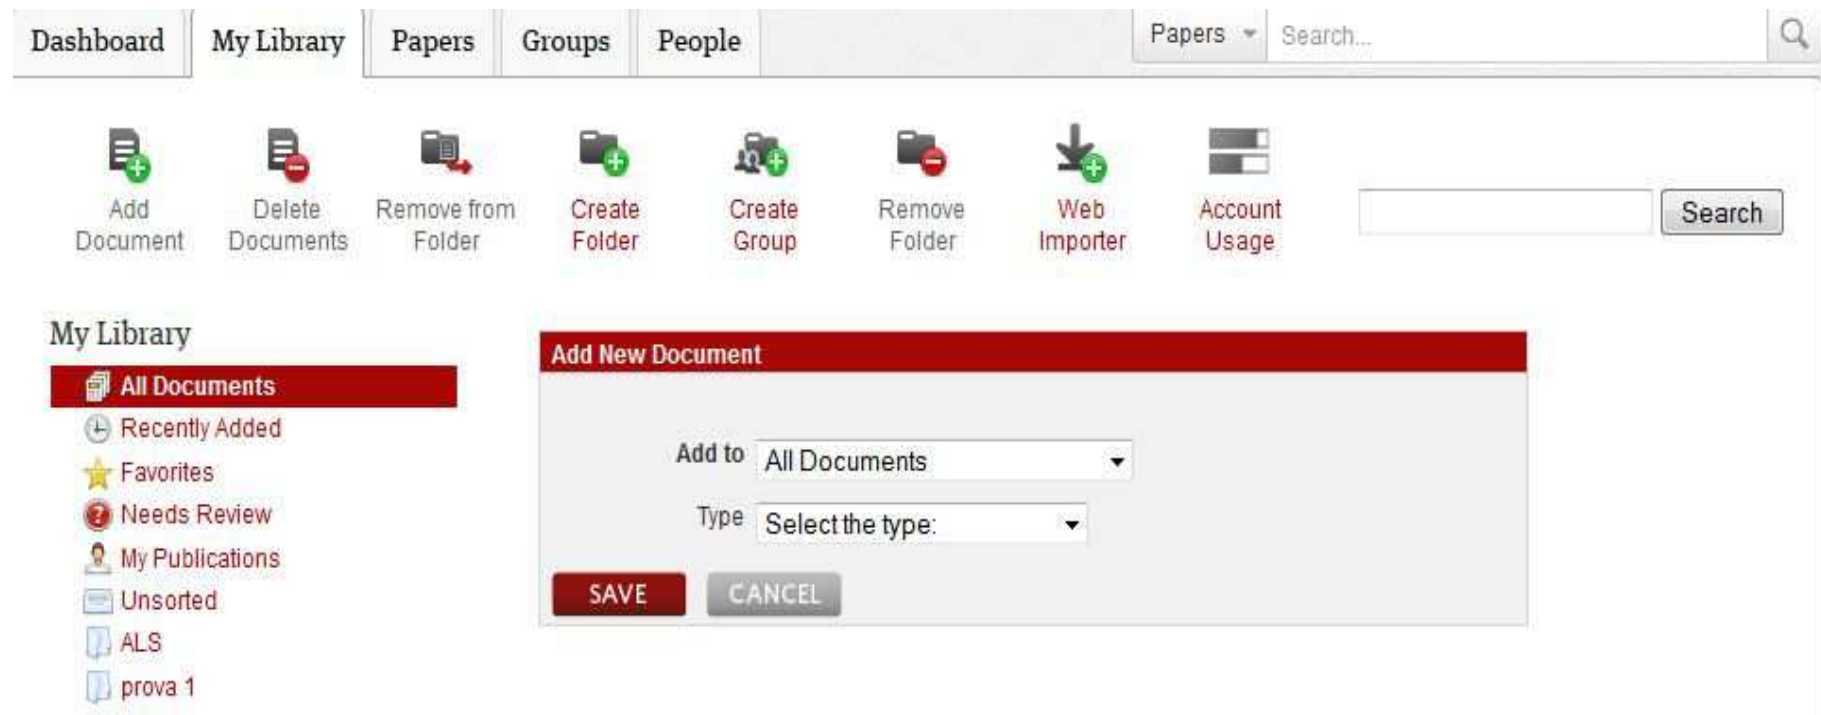 Dashboard My Library Papers Groups People Papers Search...
Add Document
Delete Documents
Remove from Folder
Create Folder
Create Group
Remove Folder
Web Importer
Account Usage
Search
My Library
All Documents
Recently Added
Favorites
Needs Review
My Publications
Unsorted
ALS
prova 1
Add New Document
Add to All Documents
Type Select the type:
SAVE CANCEL